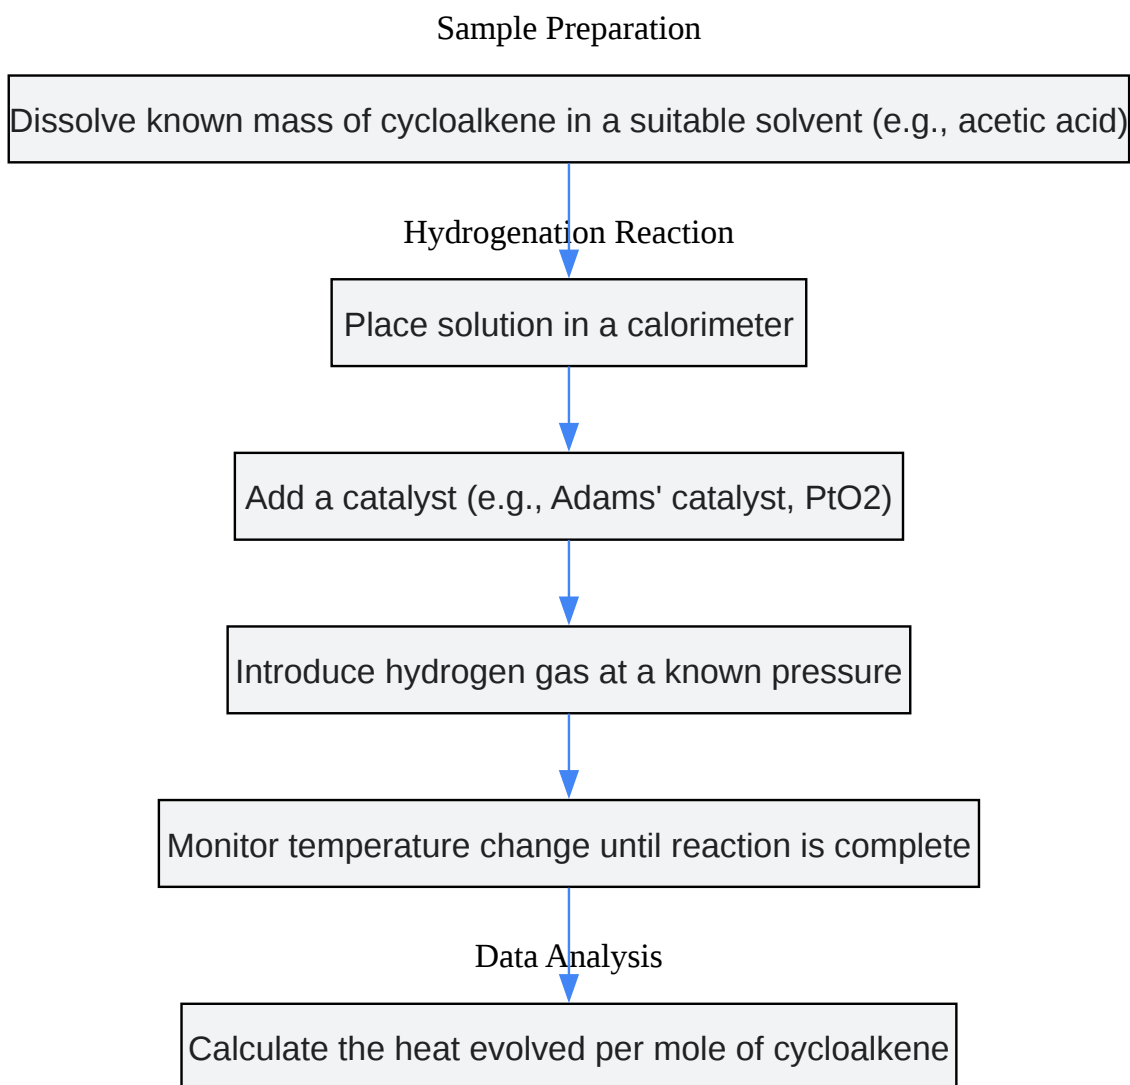 Sample Preparation
Dissolve known mass of cycloalkene in a suitable solvent (e.g., acetic acid)
Hydrogenation Reaction
Place solution in a calorimeter
Add a catalyst (e.g., Adams' catalyst, PtO2)
Introduce hydrogen gas at a known pressure
Monitor temperature change until reaction is complete
Data Analysis
Calculate the heat evolved per mole of cycloalkene